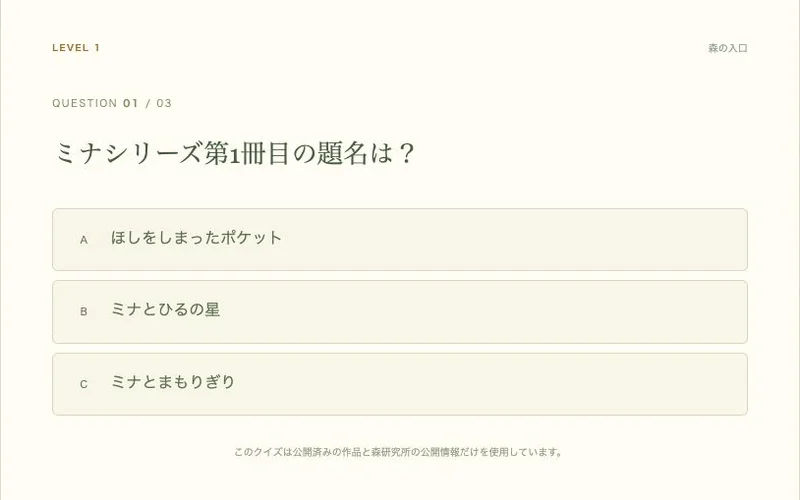 LEVEL 1
森の入口
QUESTION 01 / 03
ミナシリーズ第1冊目の題名は？
A ほしをしまったポケット
B ミナとひるの星
C ミナとまもりぎり
このクイズは公開済みの作品と森研究所の公開情報だけを使用しています。